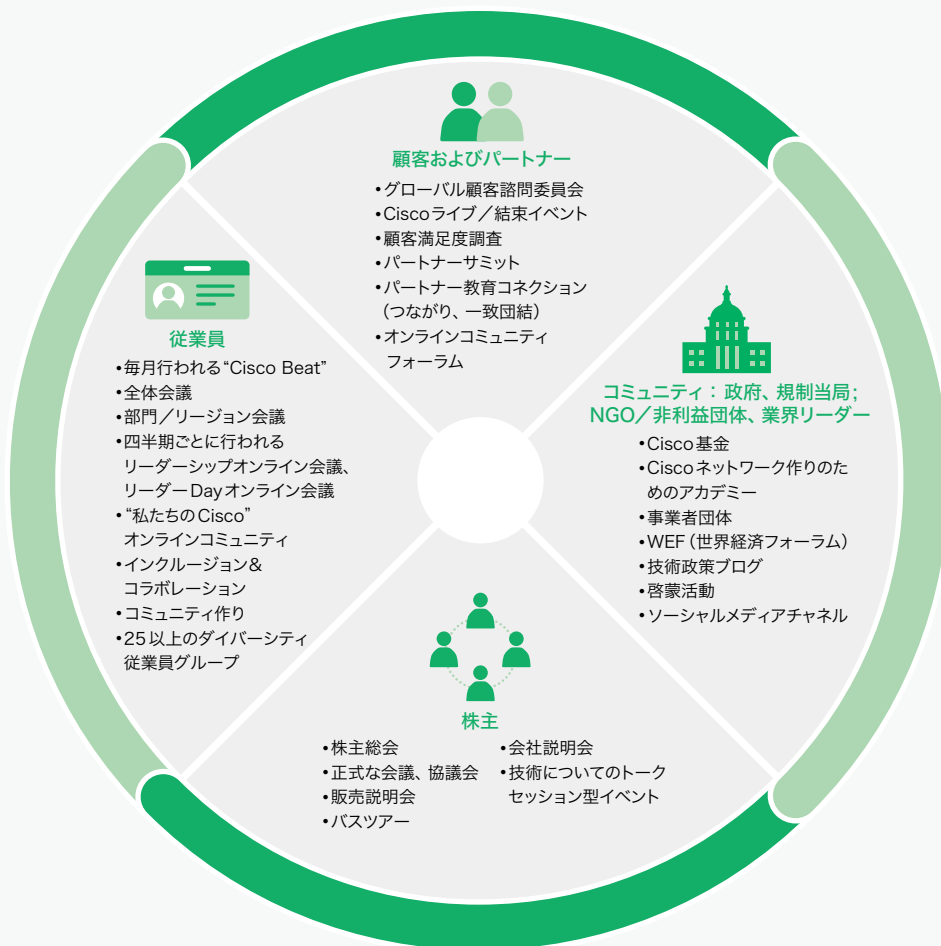 顧客およびパートナー
•グローバル顧客諮問委員会
•Ciscoライブ／結束イベント
•顧客満足度調査
•パートナーサミット
•パートナー教育コネクション
（つながり、一致団結）
•オンラインコミュニティ
フォーラム
従業員
•毎月行われる“Cisco Beat”
•全体会議
•部門／リージョン会議
•四半期ごとに行われる
リーダーシップオンライン会議、
リーダーDayオンライン会議
•“私たちのCisco”
オンラインコミュニティ
•インクルージョン＆
コラボレーション
•コミュニティ作り
•25以上のダイバーシティ
従業員グループ
コミュニティ：政府、規制当局；
NGO／非利益団体、業界リーダー
•Cisco基金
•Ciscoネットワーク作りのた
めのアカデミー
•事業者団体
•WEF（世界経済フォーラム）
•技術政策ブログ
•啓蒙活動
•ソーシャルメディアチャネル
株主
•株主総会
•正式な会議、協議会
•販売説明会
•バスツアー
•会社説明会
•技術についてのトーク
セッション型イベント